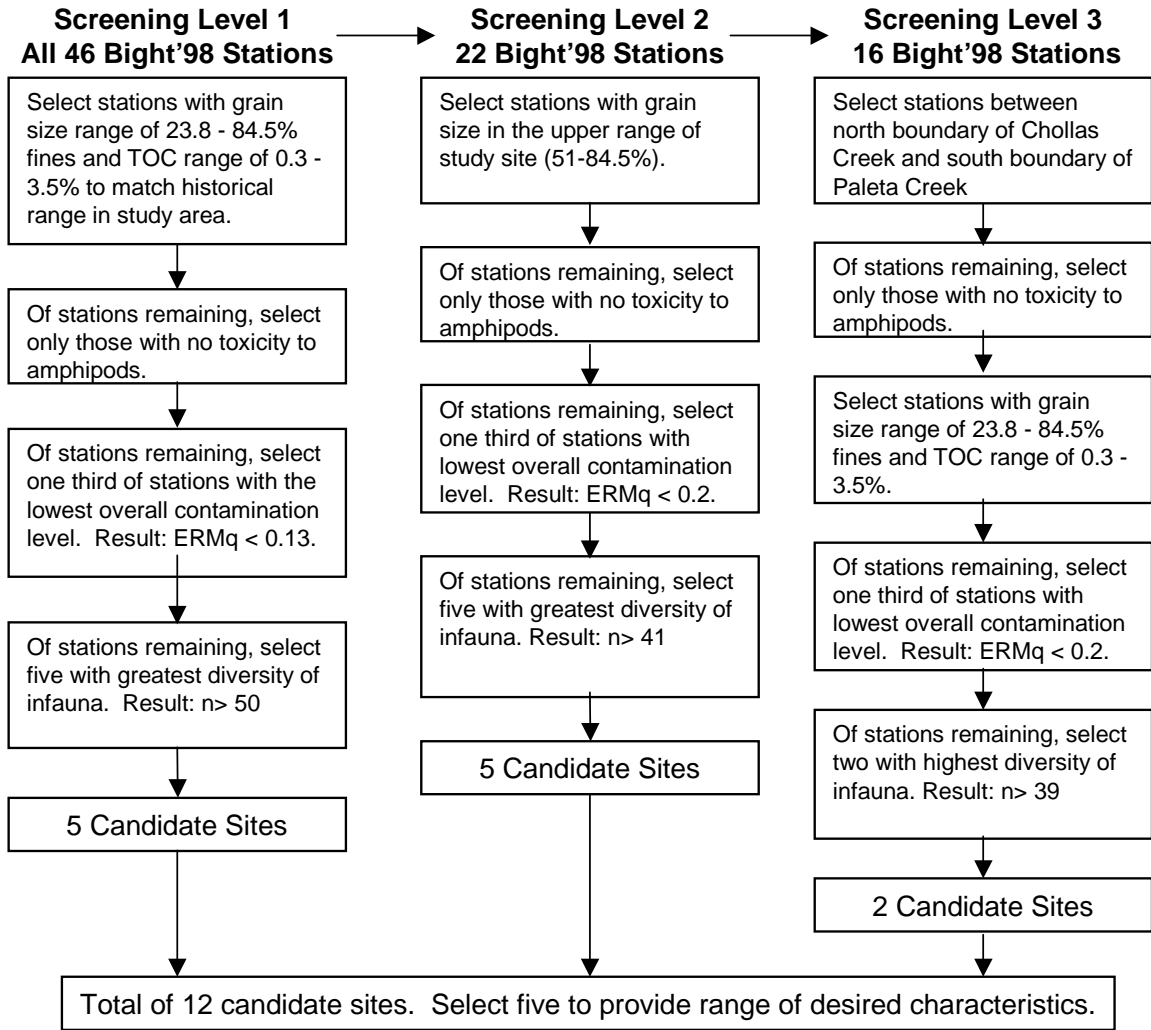 Screening Level 1
All 46 Bight'98 Stations
Select stations with grain
size range of 23.8 - 84.5%
fines and TOC range of 0.3 -
3.5% to match historical
range in study area.
Of stations remaining, select
only those with no toxicity to
amphipods.
Of stations remaining, select
one third of stations with the
lowest overall contamination
level.  Result: ERMq < 0.13.
Of stations remaining, select
five with greatest diversity of
infauna.  Result: n> 50
5 Candidate Sites
Screening Level 2
22 Bight'98 Stations
Select stations with grain
size in the upper range of
study site (51-84.5%).
Of stations remaining, select
only those with no toxicity to
amphipods.
Of stations remaining, select
one third of stations with
lowest overall contamination
level.  Result: ERMq < 0.2.
Of stations remaining, select
five with greatest diversity of
infauna. Result: n> 41
5 Candidate Sites
Screening Level 3
16 Bight'98 Stations
Select stations between
north boundary of Chollas
Creek and south boundary of
Paleta Creek
Of stations remaining, select
only those with no toxicity to
amphipods.
Select stations with grain
size range of 23.8 - 84.5%
fines and TOC range of 0.3 -
3.5%.
Of stations remaining, select
one third of stations with
lowest overall contamination
level.  Result: ERMq < 0.2.
Of stations remaining, select
two with highest diversity of
infauna. Result: n> 39
2 Candidate Sites
Total of 12 candidate sites.  Select five to provide range of desired characteristics.